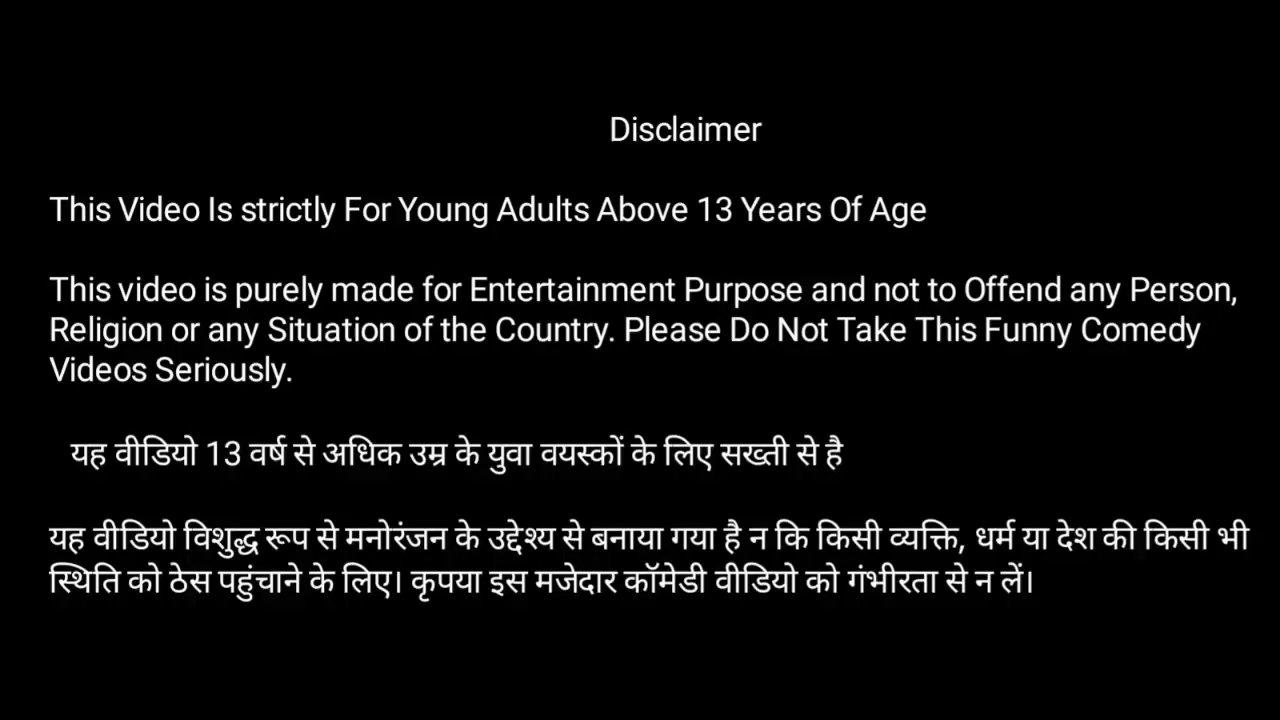 Disclaimer
This Video Is strictly For Young Adults Above 13 Years Of Age
This video is purely made for Entertainment Purpose and not to Offend any Person,
Religion or any Situation of the Country. Please Do Not Take This Funny Comedy
Videos Seriously.
यह वीडियो 13 वर्ष से अधिक उम्र के युवा वयस्कों के लिए सख्ती से है
यह वीडियो विशुद्ध रूप से मनोरंजन के उद्देश्य से बनाया गया है न कि किसी व्यक्ति, धर्म या देश की किसी भी
स्थिति को ठेस पहुंचाने के लिए। कृपया इस मजेदार कॉमेडी वीडियो को गंभीरता से न लें।